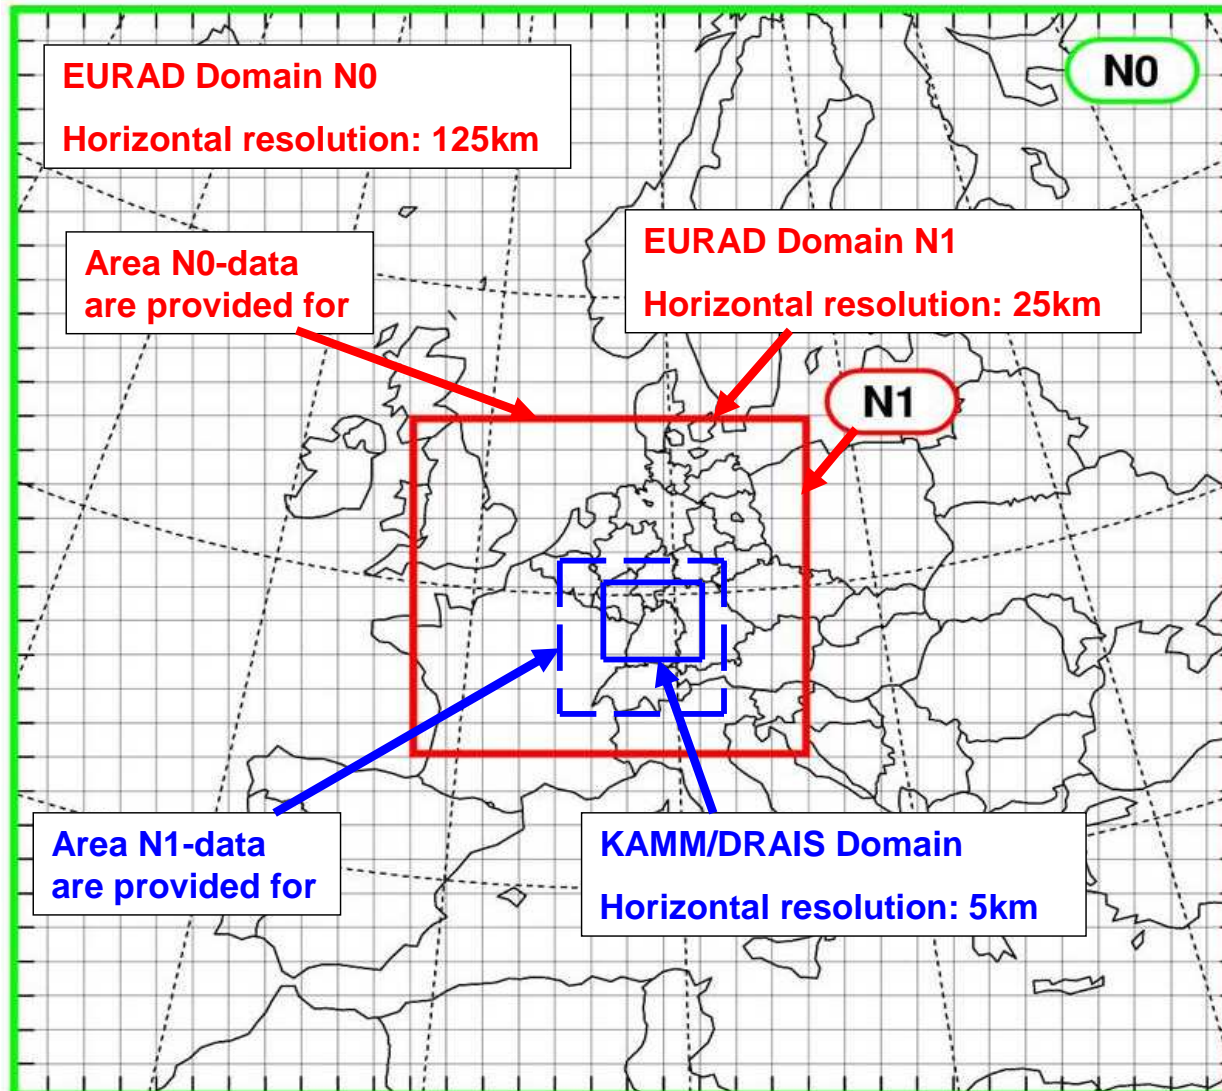 EURAD Domain N0
Horizontal resolution: 125km
N0
Area N0-data
are provided for
EURAD Domain N1
Horizontal resolution: 25km
N1
Area N1-data
are provided for
KAMM/DRAIS Domain
Horizontal resolution: 5km